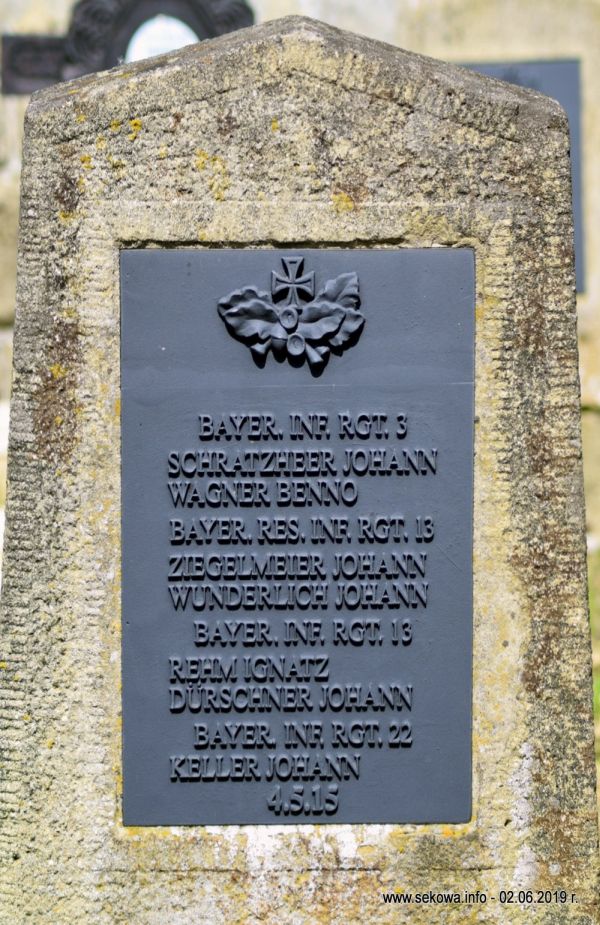 BAYER. INF. RGT. 3
SCHRATZHEER JOHANN
WAGNER BENNO
BAYER. RES. INF. RGT. 13
ZIEGELMEIER JOHANN
WUNDERLICH JOHANN
BAYER. INF. RGT. 13
REHM IGNATZ
DÜRSCHNER JOHANN
BAYER. INF. RGT. 22
KELLER JOHANN
4.5.15
www.sekowa.info - 02.06.2019 r.